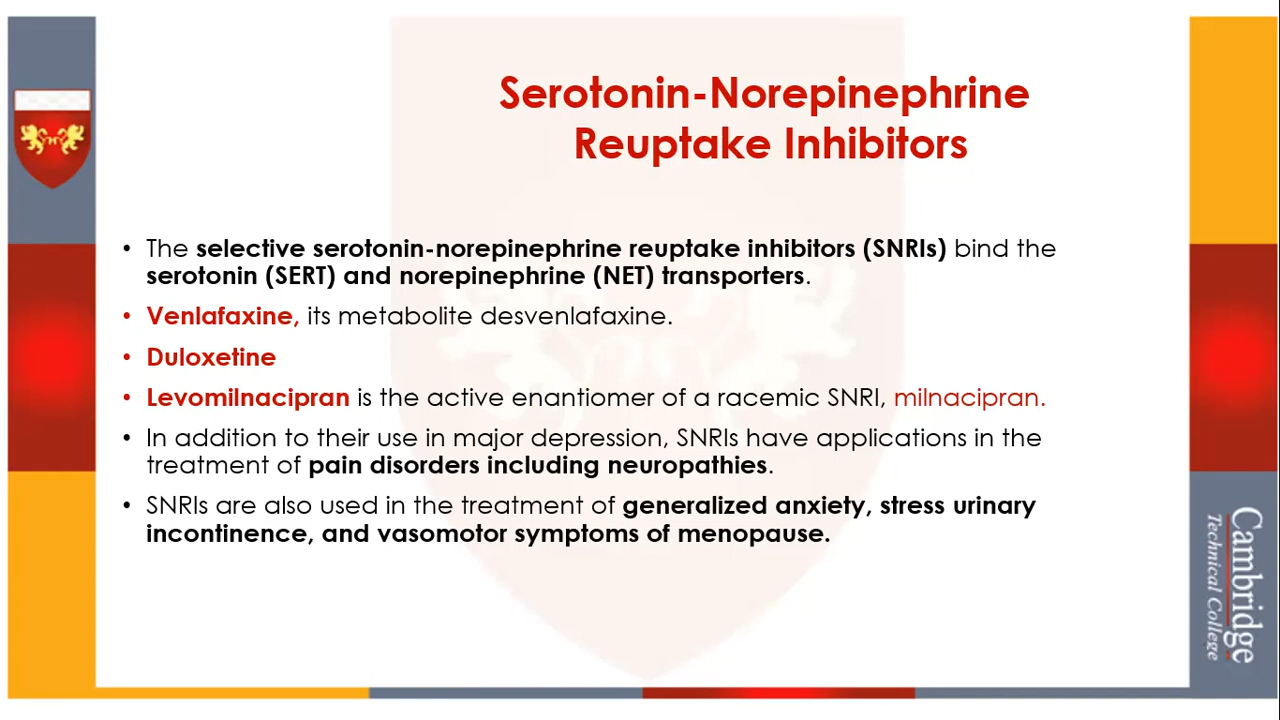 Serotonin-Norepinephrine
Reuptake Inhibitors
• The selective serotonin-norepinephrine reuptake inhibitors (SNRIs) bind the
serotonin (SERT) and norepinephrine (NET) transporters.
• Venlafaxine, its metabolite desvenlafaxine.
• Duloxetine
• Levomilnacipran is the active enantiomer of a racemic SNRI, milnacipran.
• In addition to their use in major depression, SNRIs have applications in the
treatment of pain disorders including neuropathies.
• SNRIs are also used in the treatment of generalized anxiety, stress urinary
incontinence, and vasomotor symptoms of menopause.
Cambridge
Technical College